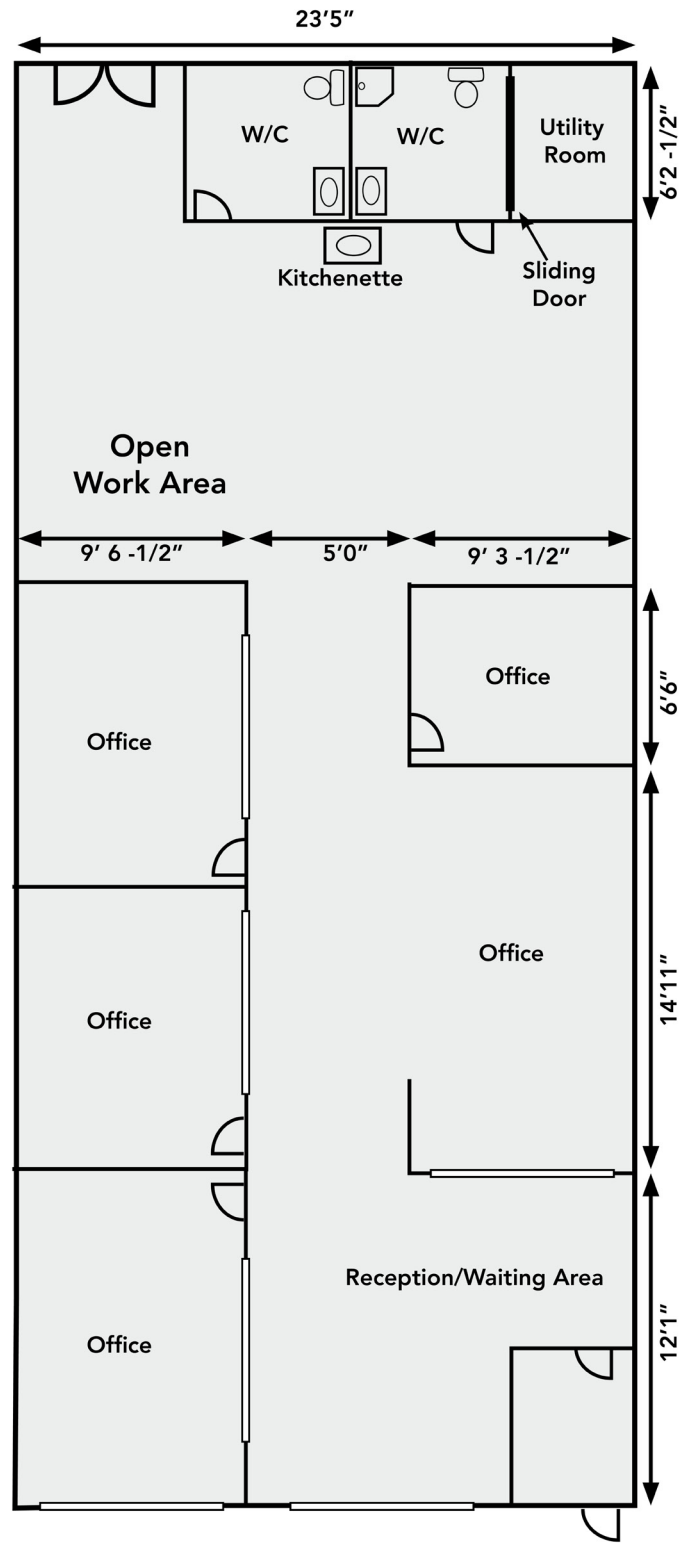 23’5”
W/C
W/C
Utility
Room
6’2 -1/2”
Kitchenette
Sliding
Door
Open
Work Area
9’ 6 -1/2”
5’0”
9’ 3 -1/2”
Office
6’6”
Office
Office
14’11”
Office
Reception/Waiting Area
Office
12’1”